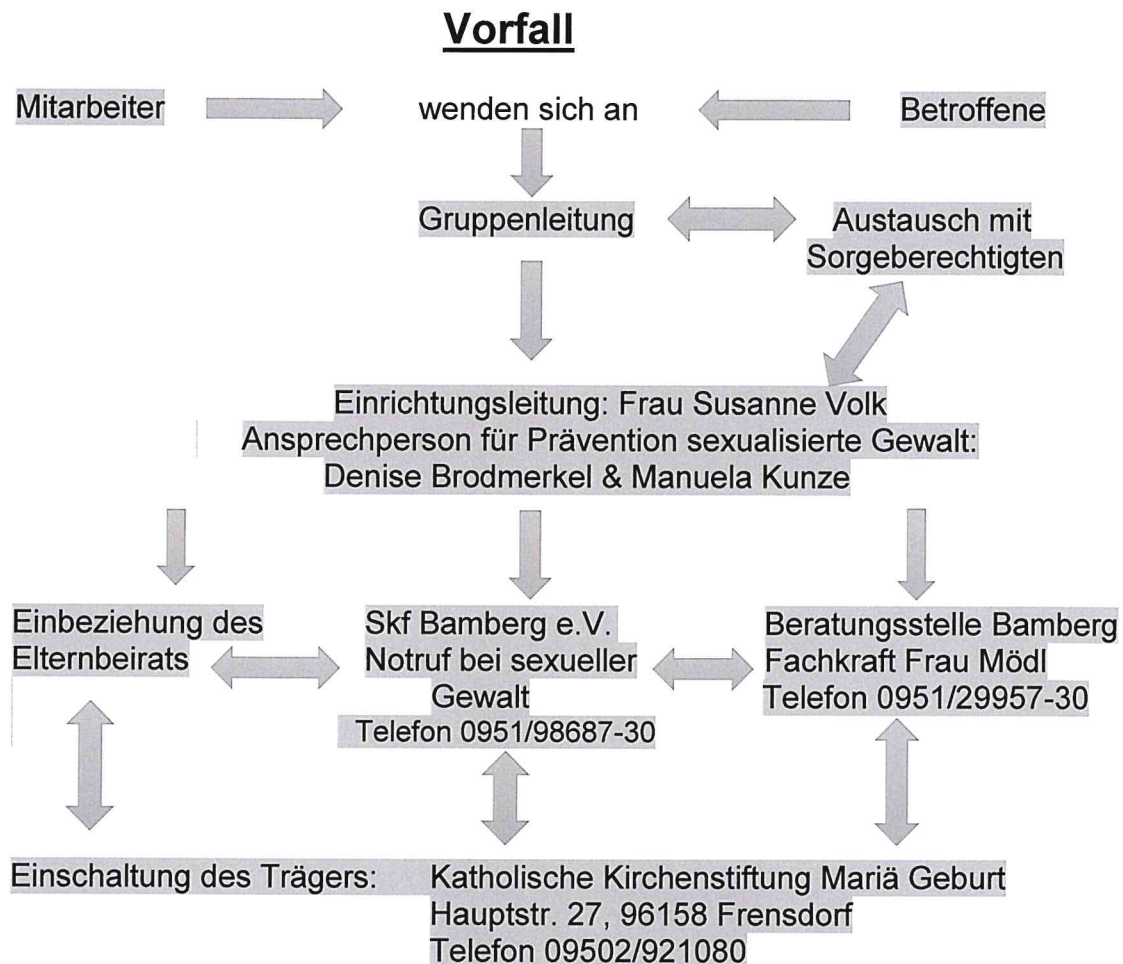 Vorfall
Mitarbeiter
wenden sich an
Betroffene
Gruppenleitung
Austausch mit
Sorgeberechtigten
Einrichtungsleitung: Frau Susanne Volk
Ansprechperson für Prävention sexualisierte Gewalt:
Denise Brodmerkel & Manuela Kunze
Einbeziehung des
Elternbeirats
Skf Bamberg e.V.
Notruf bei sexueller
Gewalt
Telefon 0951/98687-30
Beratungsstelle Bamberg
Fachkraft Frau Mödl
Telefon 0951/29957-30
Einschaltung des Trägers: Katholische Kirchenstiftung Mariä Geburt
Hauptstr. 27, 96158 Frensdorf
Telefon 09502/921080